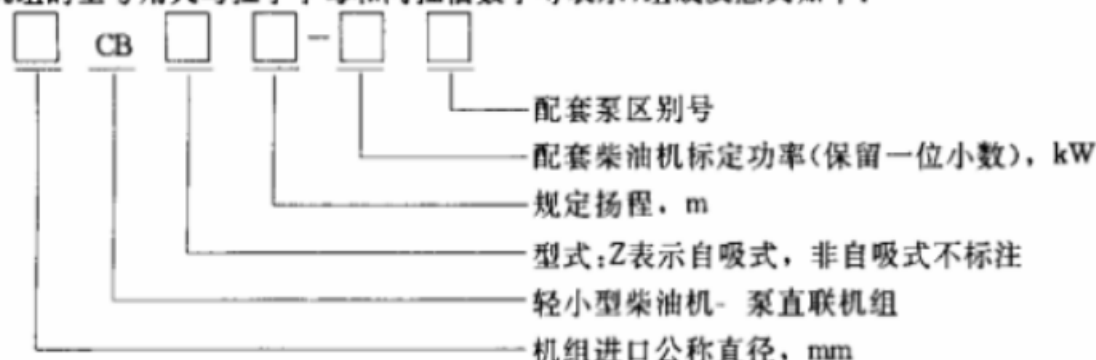 CB -
配套泵区别号
配套柴油机标定功率(保留一位小数), kW
规定扬程, m
型式:Z表示自吸式, 非自吸式不标注
轻小型柴油机- 泵直联机组
机组进口公称直径, mm